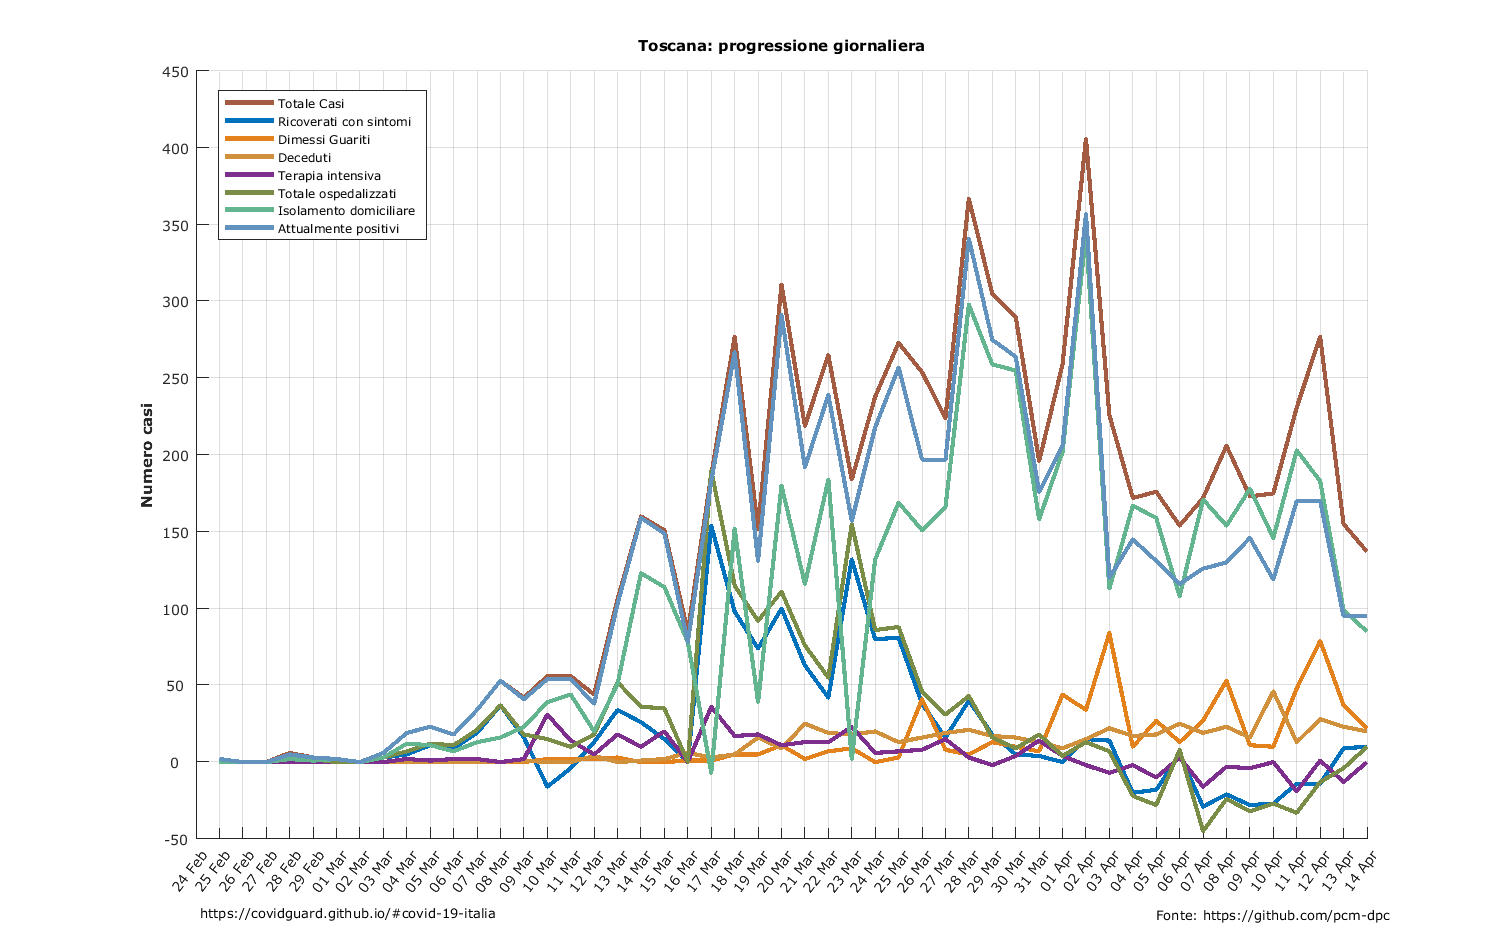 Toscana: progressione giornaliera
450
400
350
300
250
200
150
100
50
0
-50
Numero casi
Totale Casi
Ricoverati con sintomi
Dimessi Guariti
Deceduti
Terapia intensiva
Totale ospedalizzati
Isolamento domiciliare
Attualmente positivi
24 Feb
25 Feb
26 Feb
27 Feb
28 Feb
29 Feb
01 Mar
02 Mar
03 Mar
04 Mar
05 Mar
06 Mar
07 Mar
08 Mar
09 Mar
10 Mar
11 Mar
12 Mar
13 Mar
14 Mar
15 Mar
16 Mar
17 Mar
18 Mar
19 Mar
20 Mar
21 Mar
22 Mar
23 Mar
24 Mar
25 Mar
26 Mar
27 Mar
28 Mar
29 Mar
30 Mar
31 Mar
01 Apr
02 Apr
03 Apr
04 Apr
05 Apr
06 Apr
07 Apr
08 Apr
09 Apr
10 Apr
11 Apr
12 Apr
13 Apr
14 Apr
https://covidguard.github.io/#covid-19-italia
Fonte: https://github.com/pcm-dpc